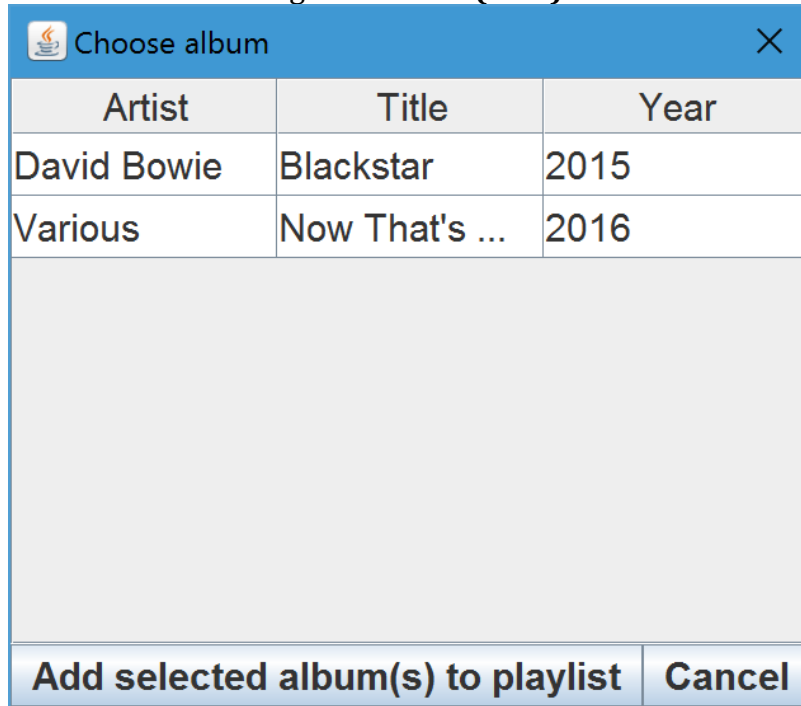 Choose album
Artist Title Year
David Bowie Blackstar 2015
Various Now That's ... 2016
Add selected album(s) to playlist Cancel